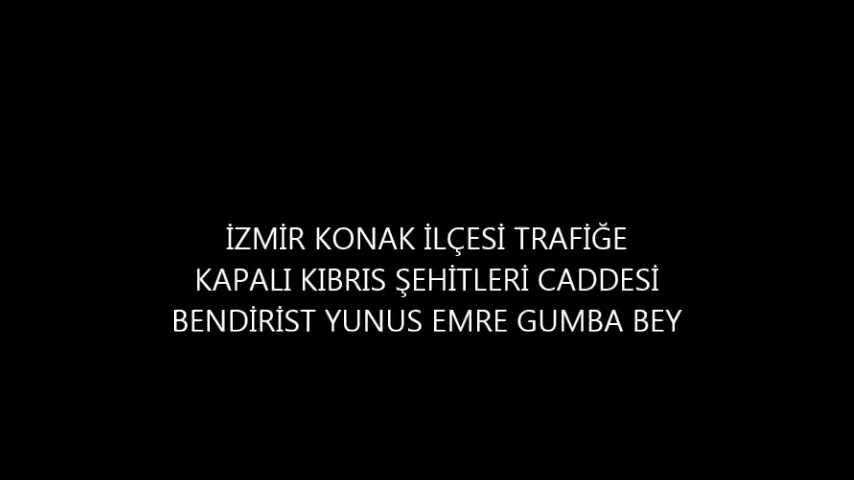 İZMİR KONAK İLÇESİ TRAFİĞE
KAPALI KIBRIS ŞEHİTLERİ CADDESİ
BENDİRİST YUNUS EMRE GUMBA BEY